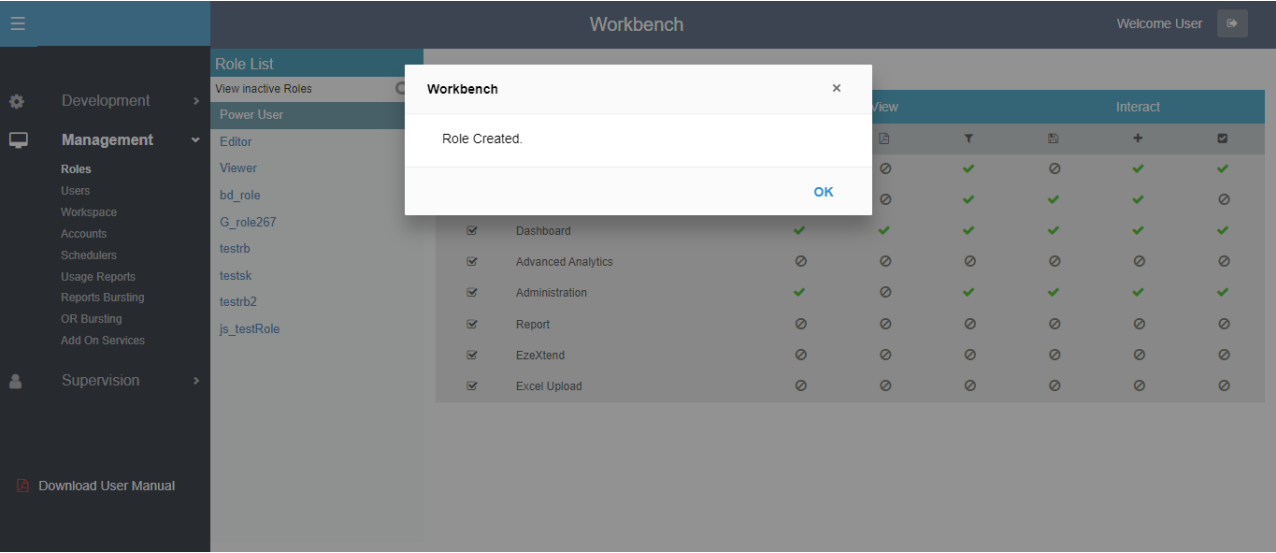 Workbench
Welcome User
Role List
View inactive Roles
Power User
Editor
Viewer
bd_role
G_role267
testrb
testsk
testrb2
js_testRole
Development
Management
Roles
Users
Workspace
Accounts
Schedulers
Usage Reports
Reports Bursting
OR Bursting
Add On Services
Supervision
Download User Manual
Workbench
×
Role Created.
OK
View
Interact
Dashboard
Advanced Analytics
Administration
Report
EzeXtend
Excel Upload